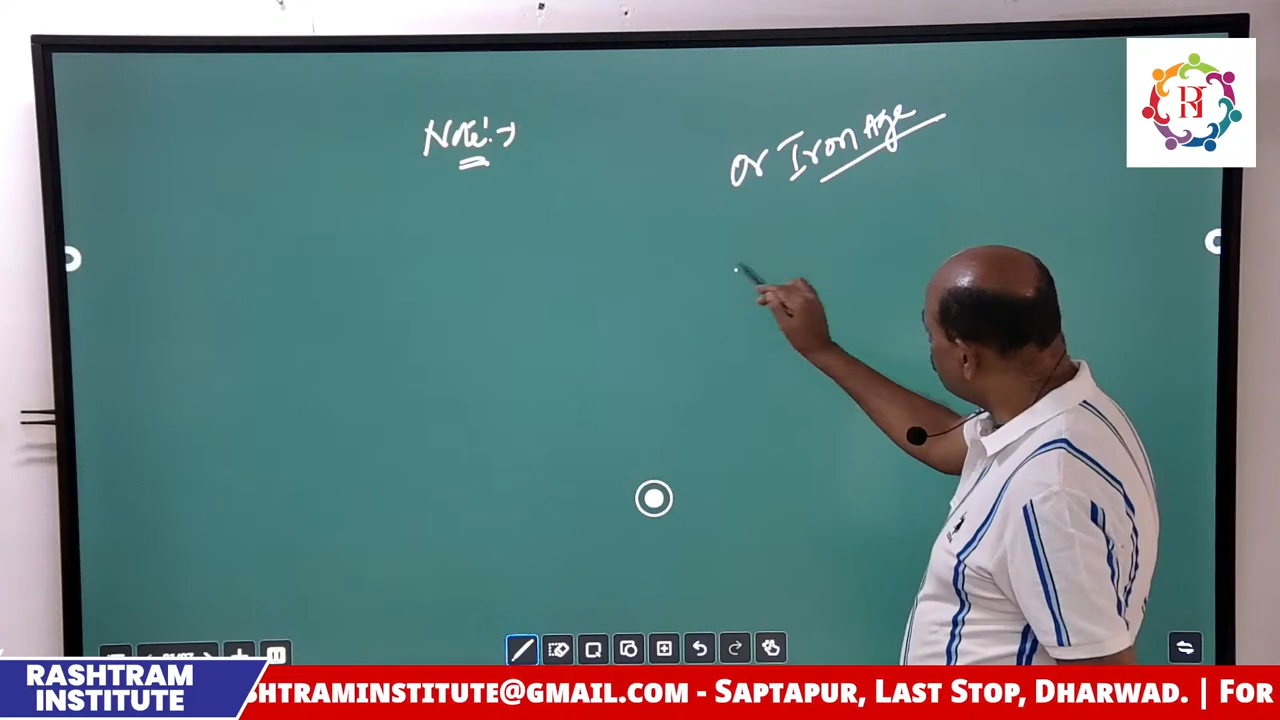 Note:→
or Iron Age
RASHTRAM
INSTITUTE
SHTRAMINSTITUTE@GMAIL.COM - SAPTAPUR, LAST STOP, DHARWAD. | FOR